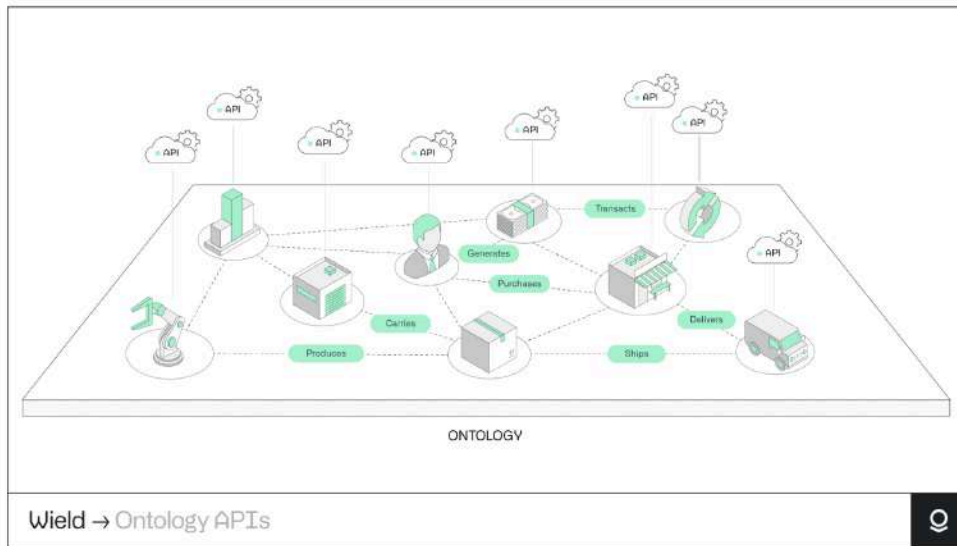 API
API
API
API
API
API
API
API
Transacts
Generates
Purchases
Delivers
Carries
Produces
Ships
ONTOLOGY
Wield → Ontology APIs